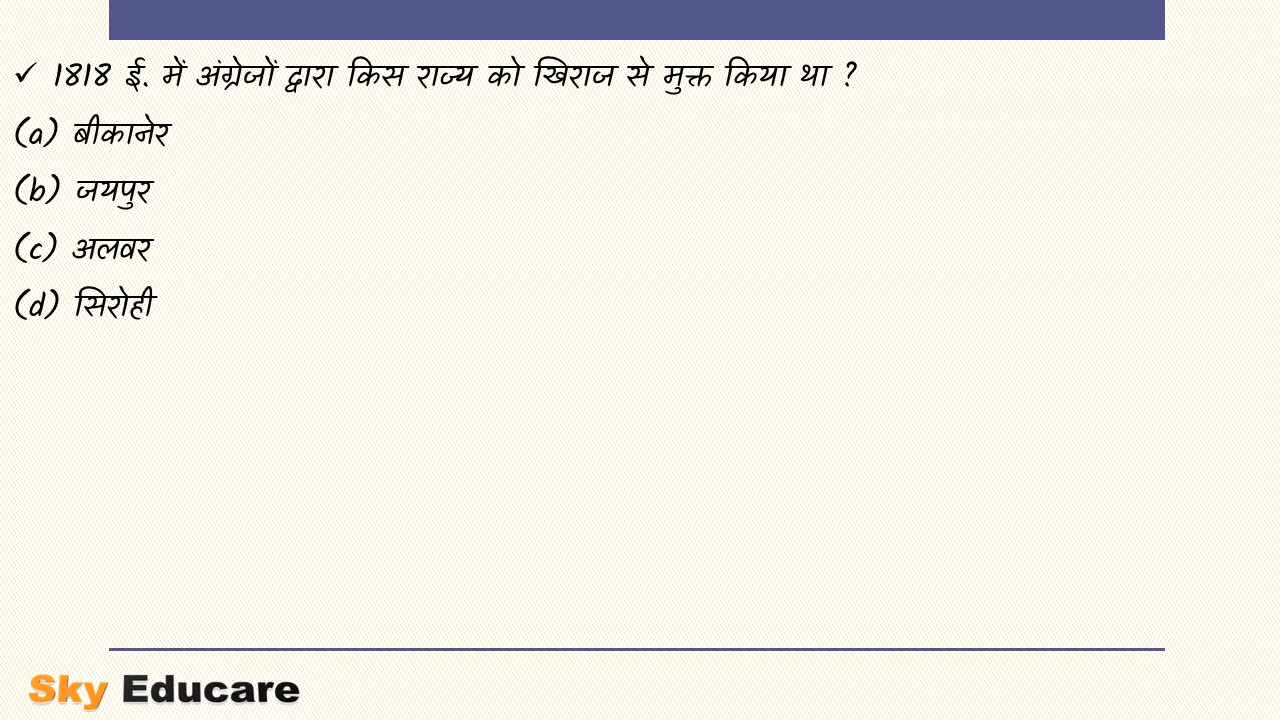 ✓ 1818 ई. में अंग्रेजों द्वारा किस राज्य को खिराज से मुक्त किया था ?
(a) बीकानेर
(b) जयपुर
(c) अलवर
(d) सिरोही
Sky Educare